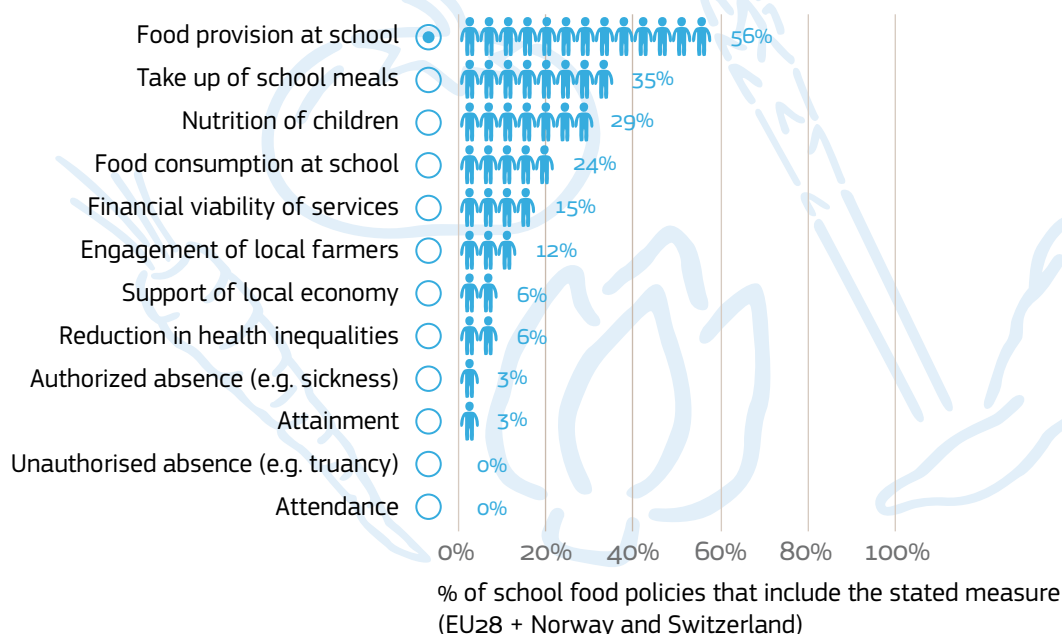 Food provision at school 56%
Take up of school meals 35%
Nutrition of children 29%
Food consumption at school 24%
Financial viability of services 15%
Engagement of local farmers 12%
Support of local economy 6%
Reduction in health inequalities 6%
Authorized absence (e.g. sickness) 3%
Attainment 3%
Unauthorised absence (e.g. truancy) 0%
Attendance 0%
0% 20% 40% 60% 80% 100%
% of school food policies that include the stated measure
(EU28 + Norway and Switzerland)